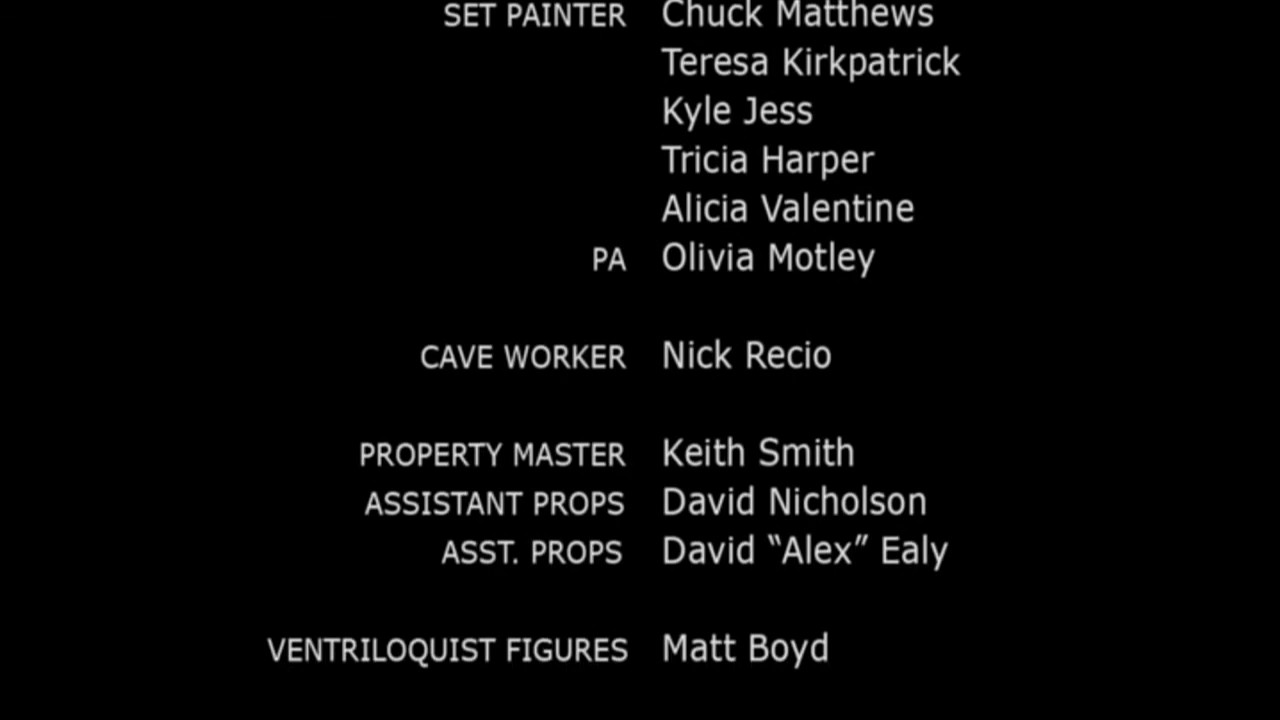 SET PAINTER Chuck Matthews
Teresa Kirkpatrick
Kyle Jess
Tricia Harper
Alicia Valentine
PA Olivia Motley
CAVE WORKER Nick Recio
PROPERTY MASTER Keith Smith
ASSISTANT PROPS David Nicholson
ASST. PROPS David “Alex” Ealy
VENTRILOQUIST FIGURES Matt Boyd